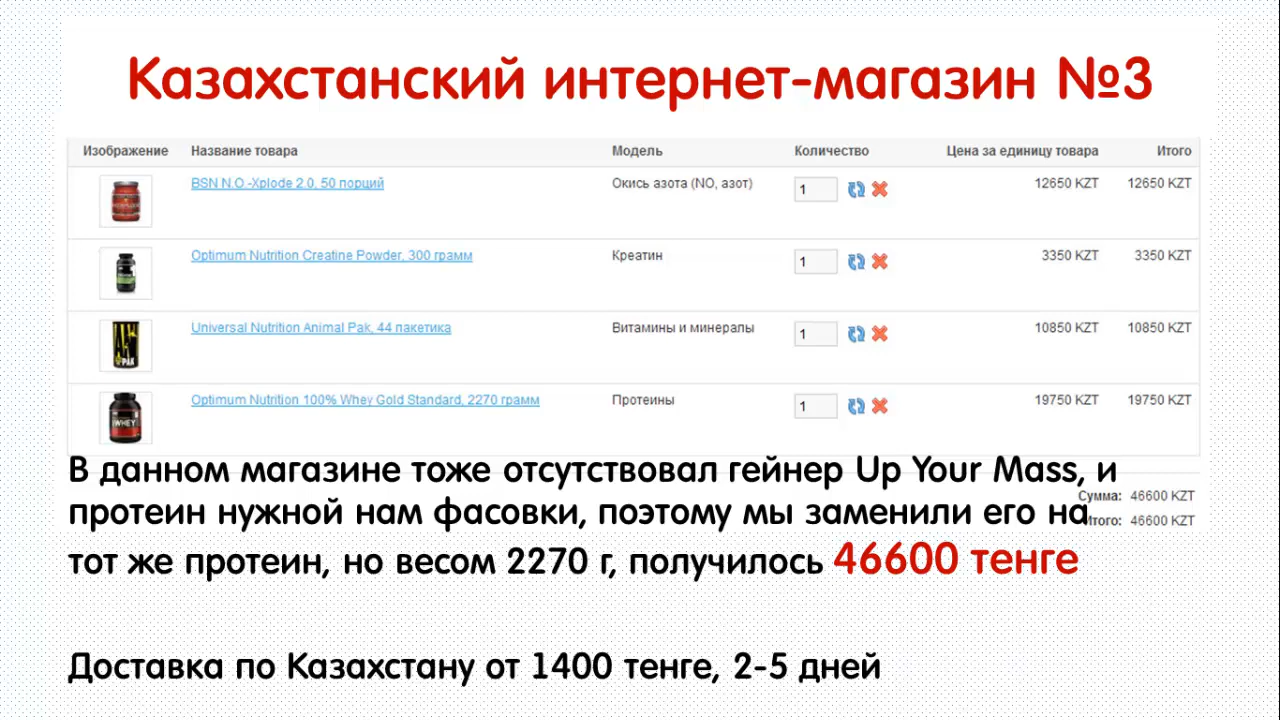 Казахстанский интернет-магазин №3
Изображение Название товара Модель Количество Цена за единицу товара Итого
BSN N.O.-Xplode 2.0, 50 порций Окись азота (NO, азот) 1 12650 KZT 12650 KZT
Optimum Nutrition Creatine Powder, 300 грамм Креатин 1 3350 KZT 3350 KZT
Universal Nutrition Animal Pak, 44 пакетика Витамины и минералы 1 10850 KZT 10850 KZT
PAK
Optimum Nutrition 100% Whey Gold Standard, 2270 грамм Протеины 1 19750 KZT 19750 KZT
WHEY
В данном магазине тоже отсутствовал гейнер Up Your Mass, и
Сумма: 46600 KZT
протеин нужной нам фасовки, поэтому мы заменили его на
Итого: 46600 KZT
тот же протеин, но весом 2270 г, получилось 46600 тенге
Доставка по Казахстану от 1400 тенге, 2-5 дней